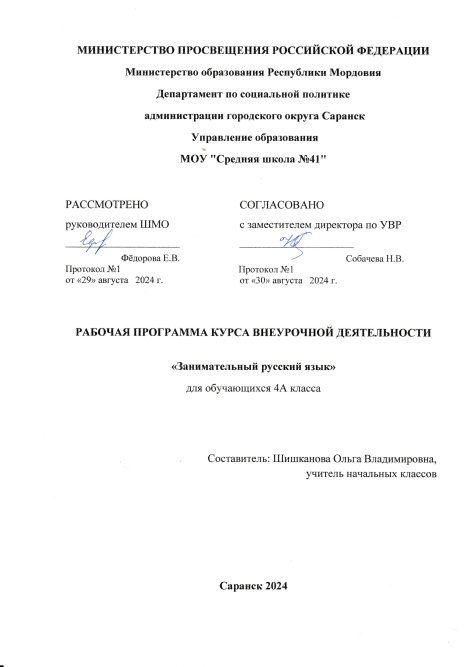 МИНИСТЕРСТВО ПРОСВЕЩЕНИЯ РОССИЙСКОЙ ФЕДЕРАЦИИ
Министерство образования Республики Мордовия
Департамент по социальной политике
администрации городского округа Саранск
Управление образования
МОУ "Средняя школа №41"
РАССМОТРЕНО
руководителем ШМО
Фёдорова Е.В.
Протокол №1
от «29» августа 2024 г.
СОГЛАСОВАНО
с заместителем директора по УВР
Собачева Н.В.
Протокол №1
от «30» августа 2024 г.
РАБОЧАЯ ПРОГРАММА КУРСА ВНЕУРОЧНОЙ ДЕЯТЕЛЬНОСТИ
«Занимательный русский язык»
для обучающихся 4А класса
Составитель: Шишканова Ольга Владимировна,
учитель начальных классов
Саранск 2024